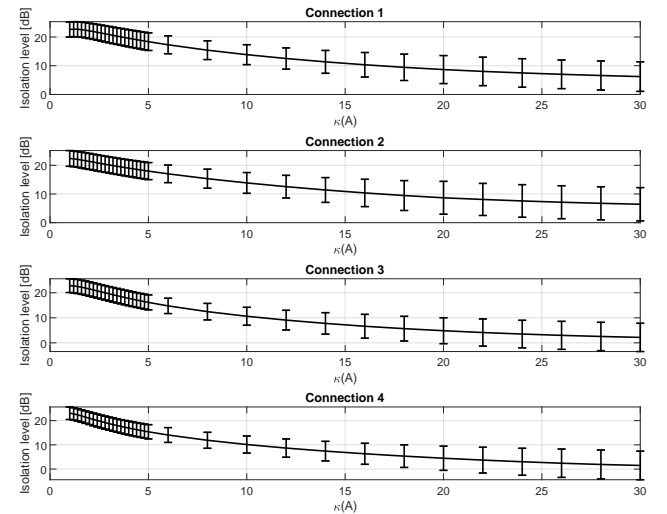 Connection 1
Isolation level [dB]
20
10
0
0 5 10 15 20 25 30
κ(A)
Connection 2
Isolation level [dB]
20
10
0
0 5 10 15 20 25 30
κ(A)
Connection 3
Isolation level [dB]
20
10
0
0 5 10 15 20 25 30
κ(A)
Connection 4
Isolation level [dB]
20
0
0 5 10 15 20 25 30
κ(A)